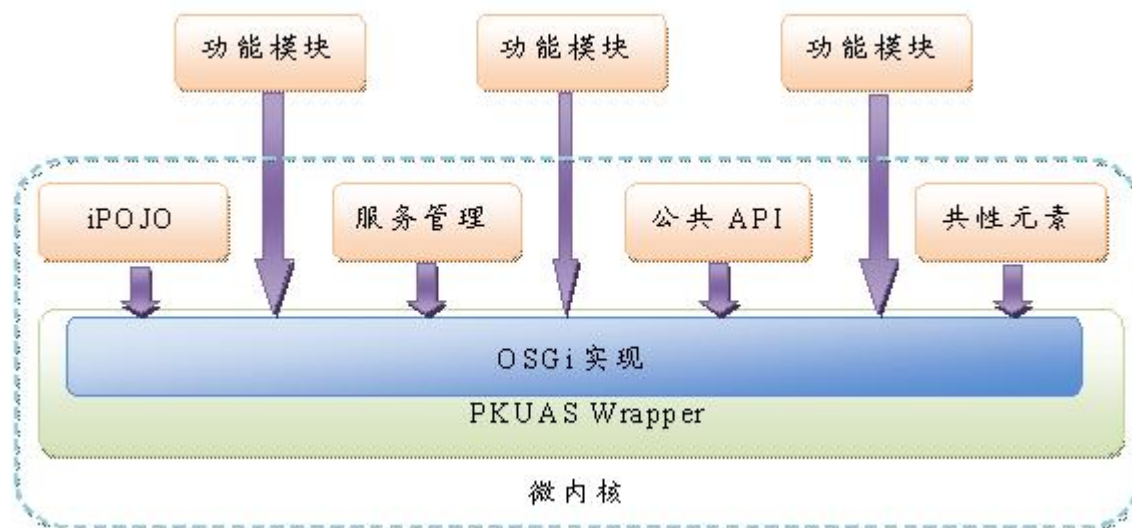 功能模块
功能模块
功能模块
iPOJO
服务管理
公共 API
共性元素
OSGi 实现
PKUAS Wrapper
微内核